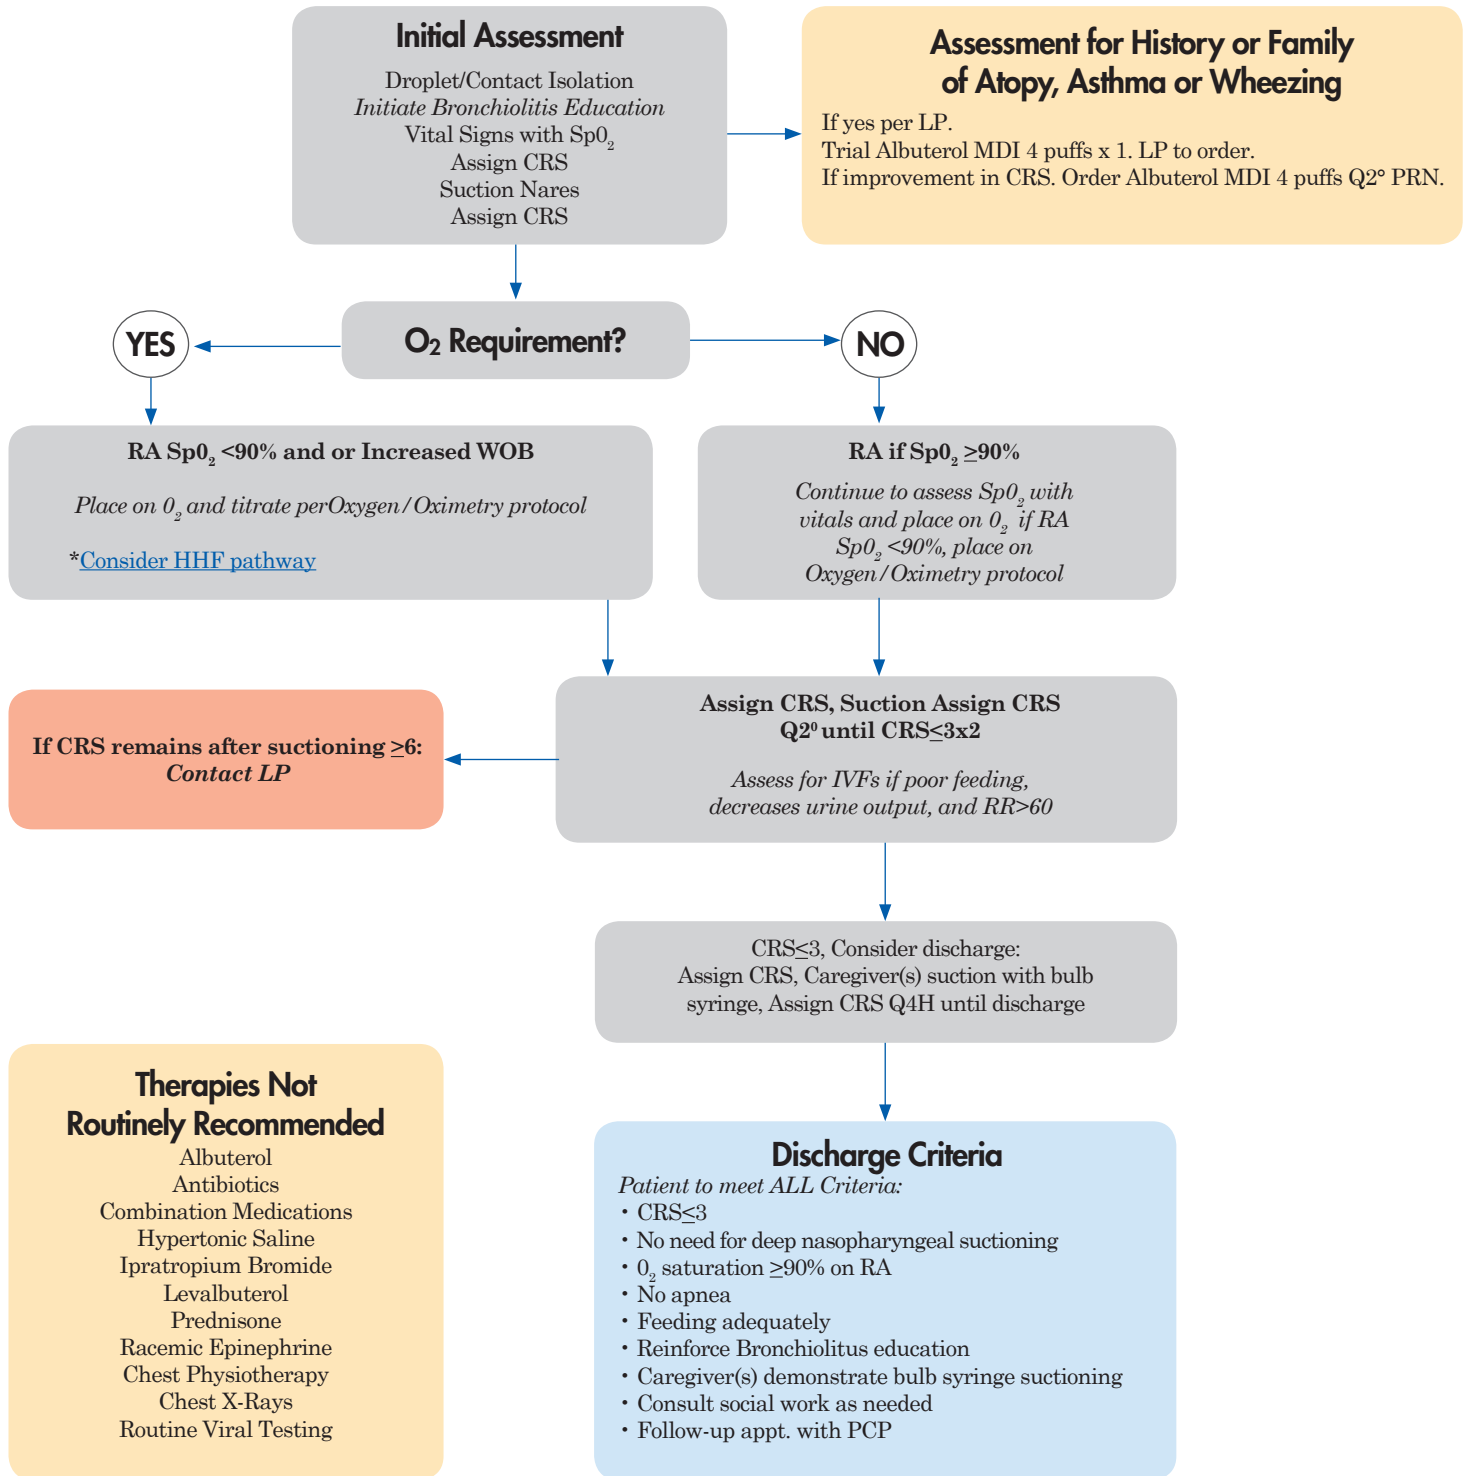 Initial Assessment
Droplet/Contact Isolation
Initiate Bronchiolitis Education
Vital Signs with Sp0₂
Assign CRS
Suction Nares
Assign CRS
Assessment for History or Family
of Atopy, Asthma or Wheezing
If yes per LP.
Trial Albuterol MDI 4 puffs x 1. LP to order.
If improvement in CRS. Order Albuterol MDI 4 puffs Q2° PRN.
O₂ Requirement?
YES
NO
RA Sp0₂ <90% and or Increased WOB
Place on 0₂ and titrate perOxygen/Oximetry protocol
*Consider HHF pathway
RA if Sp0₂ ≥90%
Continue to assess Sp0₂ with
vitals and place on 0₂ if RA
Sp0₂ <90%, place on
Oxygen/Oximetry protocol
If CRS remains after suctioning ≥6:
Contact LP
Assign CRS, Suction Assign CRS
Q2⁰ until CRS≤3x2
Assess for IVFs if poor feeding,
decreases urine output, and RR>60
CRS≤3, Consider discharge:
Assign CRS, Caregiver(s) suction with bulb
syringe, Assign CRS Q4H until discharge
Therapies Not
Routinely Recommended
Albuterol
Antibiotics
Combination Medications
Hypertonic Saline
Ipratropium Bromide
Levalbuterol
Prednisone
Racemic Epinephrine
Chest Physiotherapy
Chest X-Rays
Routine Viral Testing
Discharge Criteria
Patient to meet ALL Criteria:
• CRS≤3
• No need for deep nasopharyngeal suctioning
• 0₂ saturation ≥90% on RA
• No apnea
• Feeding adequately
• Reinforce Bronchiolitus education
• Caregiver(s) demonstrate bulb syringe suctioning
• Consult social work as needed
• Follow-up appt. with PCP